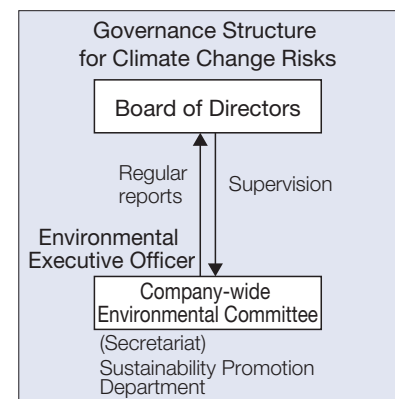 Governance Structure
for Climate Change Risks
Board of Directors
Regular
reports
Supervision
Environmental
Executive Officer
Company-wide
Environmental Committee
(Secretariat)
Sustainability Promotion
Department